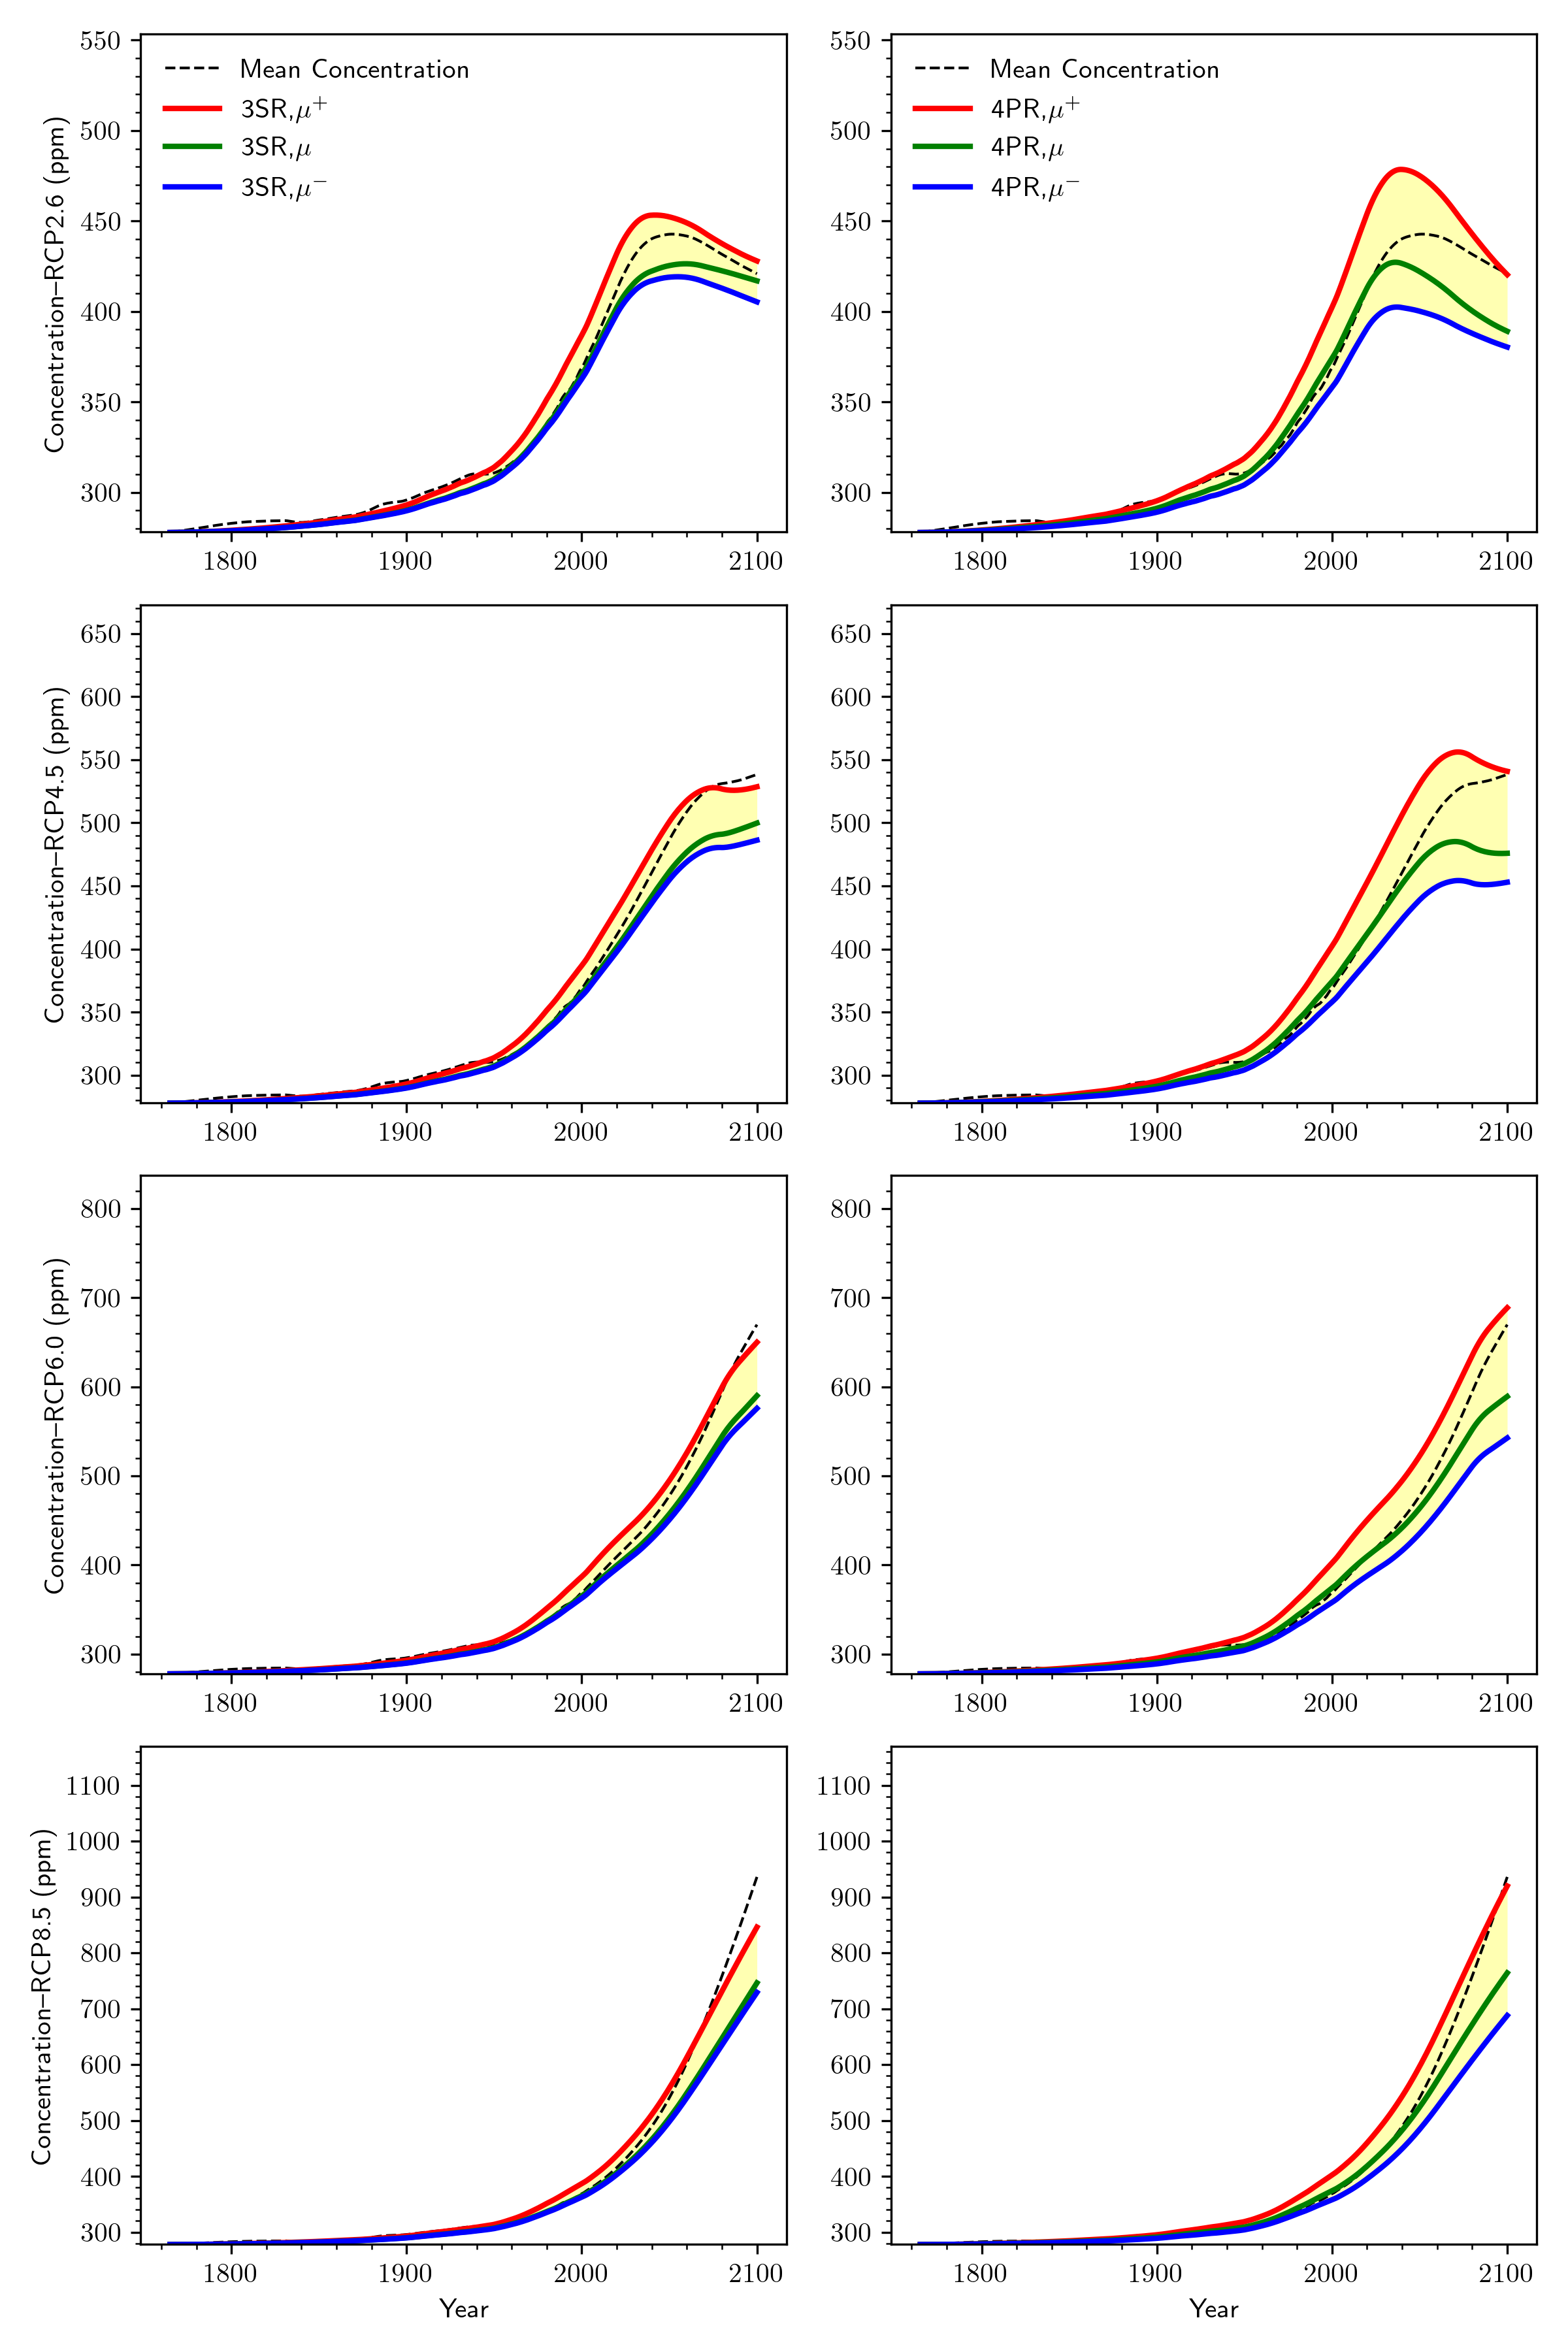 550
500
450
400
350
300
Concentration–RCP2.6 (ppm)
Mean Concentration
3SR,μ⁺
3SR,μ
3SR,μ⁻
1800 1900 2000 2100
550
500
450
400
350
300
Mean Concentration
4PR,μ⁺
4PR,μ
4PR,μ⁻
1800 1900 2000 2100
650
600
550
500
450
400
350
300
Concentration–RCP4.5 (ppm)
1800 1900 2000 2100
650
600
550
500
450
400
350
300
1800 1900 2000 2100
800
700
600
500
400
300
Concentration–RCP6.0 (ppm)
1800 1900 2000 2100
800
700
600
500
400
300
1800 1900 2000 2100
1100
1000
900
800
700
600
500
400
300
Concentration–RCP8.5 (ppm)
1800 1900 2000 2100
Year
1100
1000
900
800
700
600
500
400
300
1800 1900 2000 2100
Year